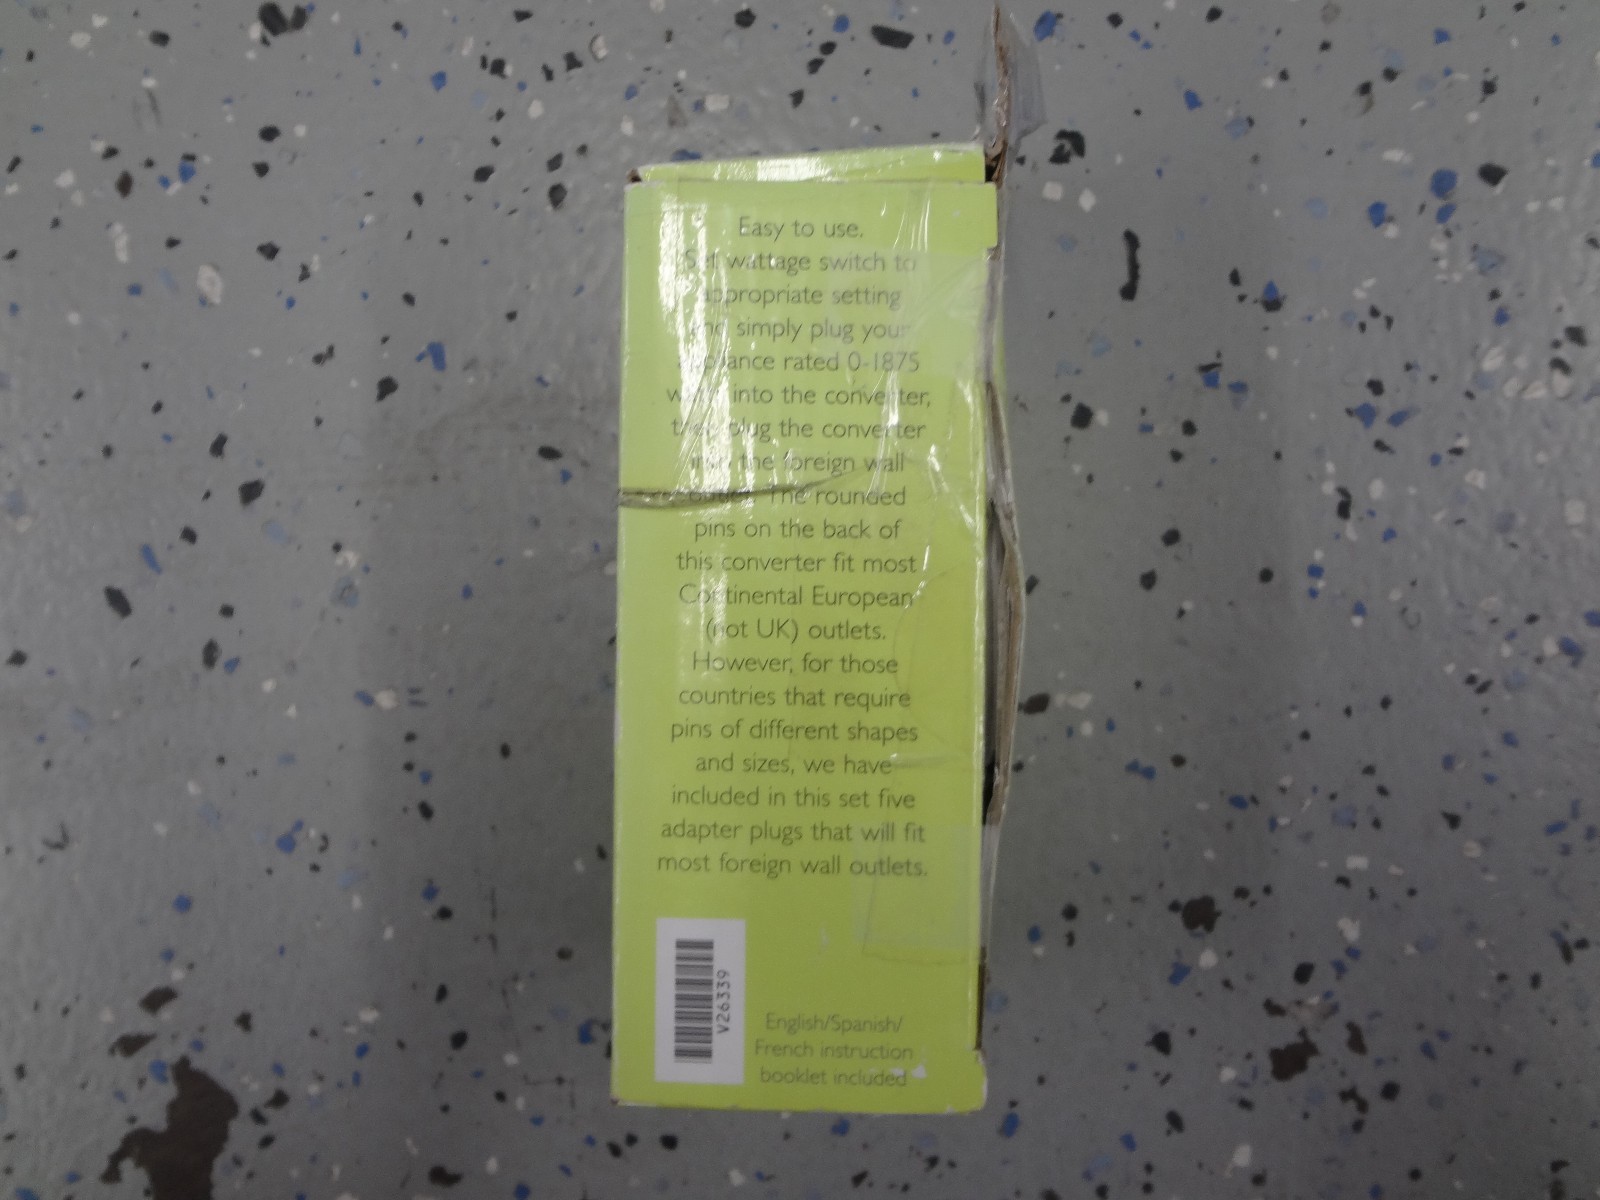 Easy to use.
Set wattage switch to
appropriate setting
and simply plug your
appliance rated 0-1875
watts into the converter,
then plug the converter
into the foreign wall
outlet. The rounded
pins on the back of
this converter fit most
Continental European
(not UK) outlets.
However, for those
countries that require
pins of different shapes
and sizes, we have
included in this set five
adapter plugs that will fit
most foreign wall outlets.
V26339
English/Spanish/
French instruction
booklet included